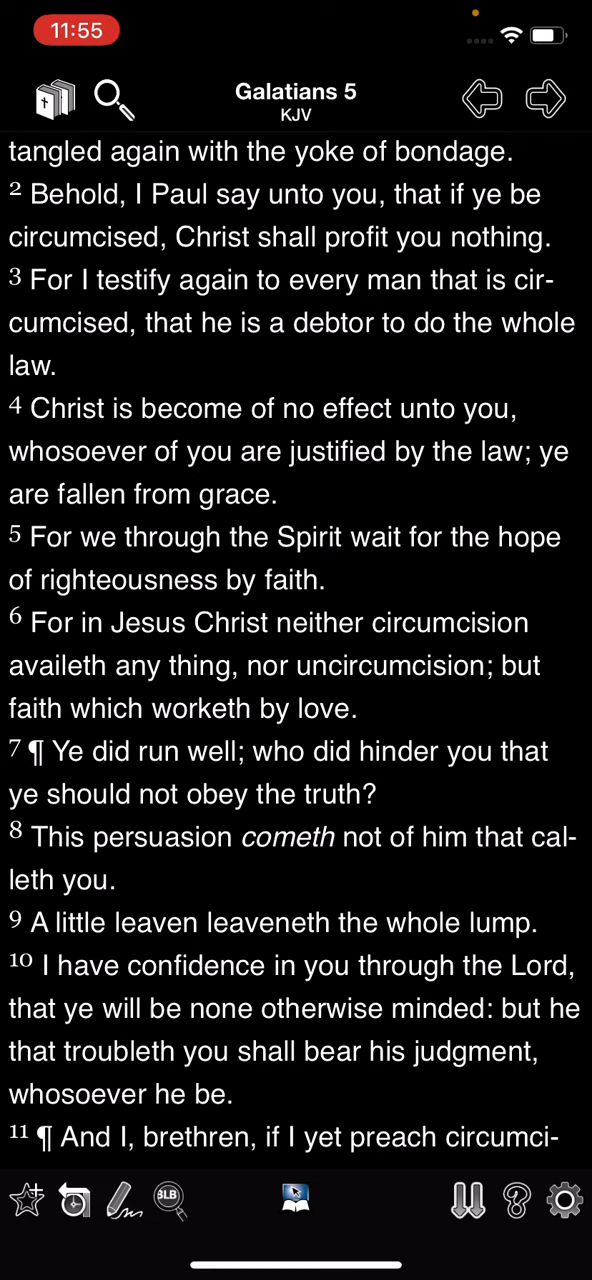 11:55
Galatians 5
KJV
tangled again with the yoke of bondage.
2 Behold, I Paul say unto you, that if ye be
circumcised, Christ shall profit you nothing.
3 For I testify again to every man that is cir-
cumcised, that he is a debtor to do the whole
law.
4 Christ is become of no effect unto you,
whosoever of you are justified by the law; ye
are fallen from grace.
5 For we through the Spirit wait for the hope
of righteousness by faith.
6 For in Jesus Christ neither circumcision
availeth any thing, nor uncircumcision; but
faith which worketh by love.
7 ¶ Ye did run well; who did hinder you that
ye should not obey the truth?
8 This persuasion cometh not of him that cal-
leth you.
9 A little leaven leaveneth the whole lump.
10 I have confidence in you through the Lord,
that ye will be none otherwise minded: but he
that troubleth you shall bear his judgment,
whosoever he be.
11 ¶ And I, brethren, if I yet preach circumci-
BLB